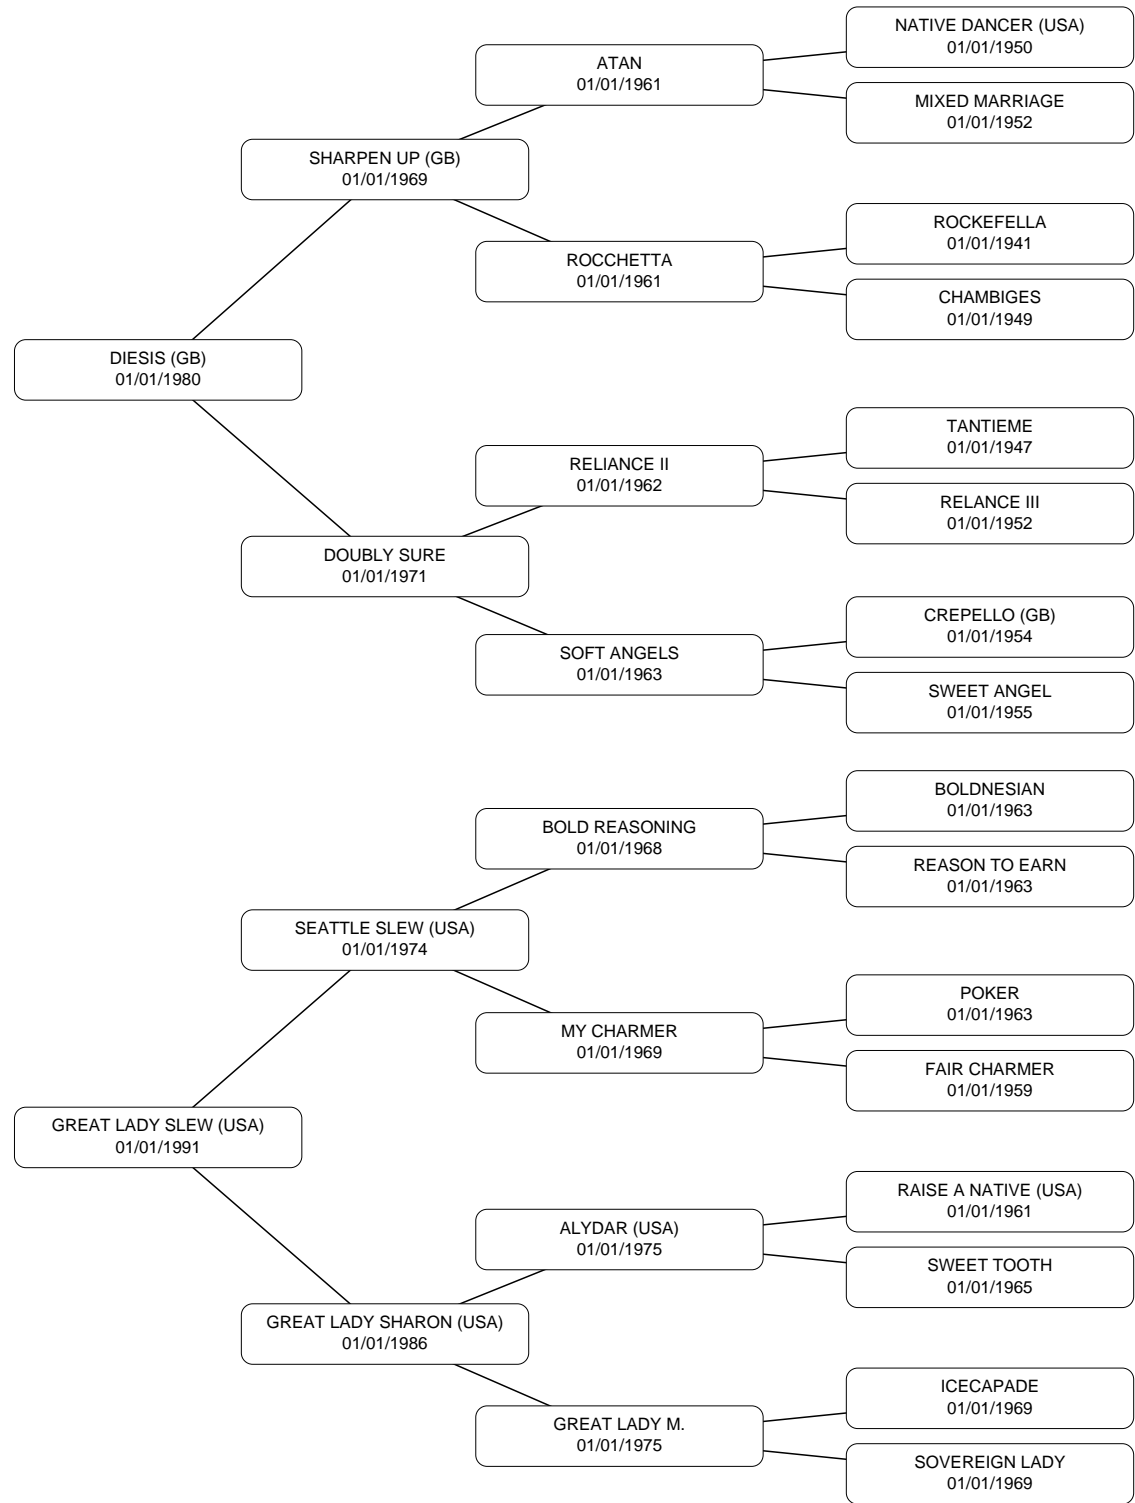 NATIVE DANCER (USA)
01/01/1950
ATAN
01/01/1961
MIXED MARRIAGE
01/01/1952
SHARPEN UP (GB)
01/01/1969
ROCKEFELLA
01/01/1941
ROCCHETTA
01/01/1961
CHAMBIGES
01/01/1949
DIESIS (GB)
01/01/1980
TANTIEME
01/01/1947
RELIANCE II
01/01/1962
RELANCE III
01/01/1952
DOUBLY SURE
01/01/1971
CREPELLO (GB)
01/01/1954
SOFT ANGELS
01/01/1963
SWEET ANGEL
01/01/1955
BOLDNESIAN
01/01/1963
BOLD REASONING
01/01/1968
REASON TO EARN
01/01/1963
SEATTLE SLEW (USA)
01/01/1974
POKER
01/01/1963
MY CHARMER
01/01/1969
FAIR CHARMER
01/01/1959
GREAT LADY SLEW (USA)
01/01/1991
RAISE A NATIVE (USA)
01/01/1961
ALYDAR (USA)
01/01/1975
SWEET TOOTH
01/01/1965
GREAT LADY SHARON (USA)
01/01/1986
ICECAPADE
01/01/1969
GREAT LADY M.
01/01/1975
SOVEREIGN LADY
01/01/1969